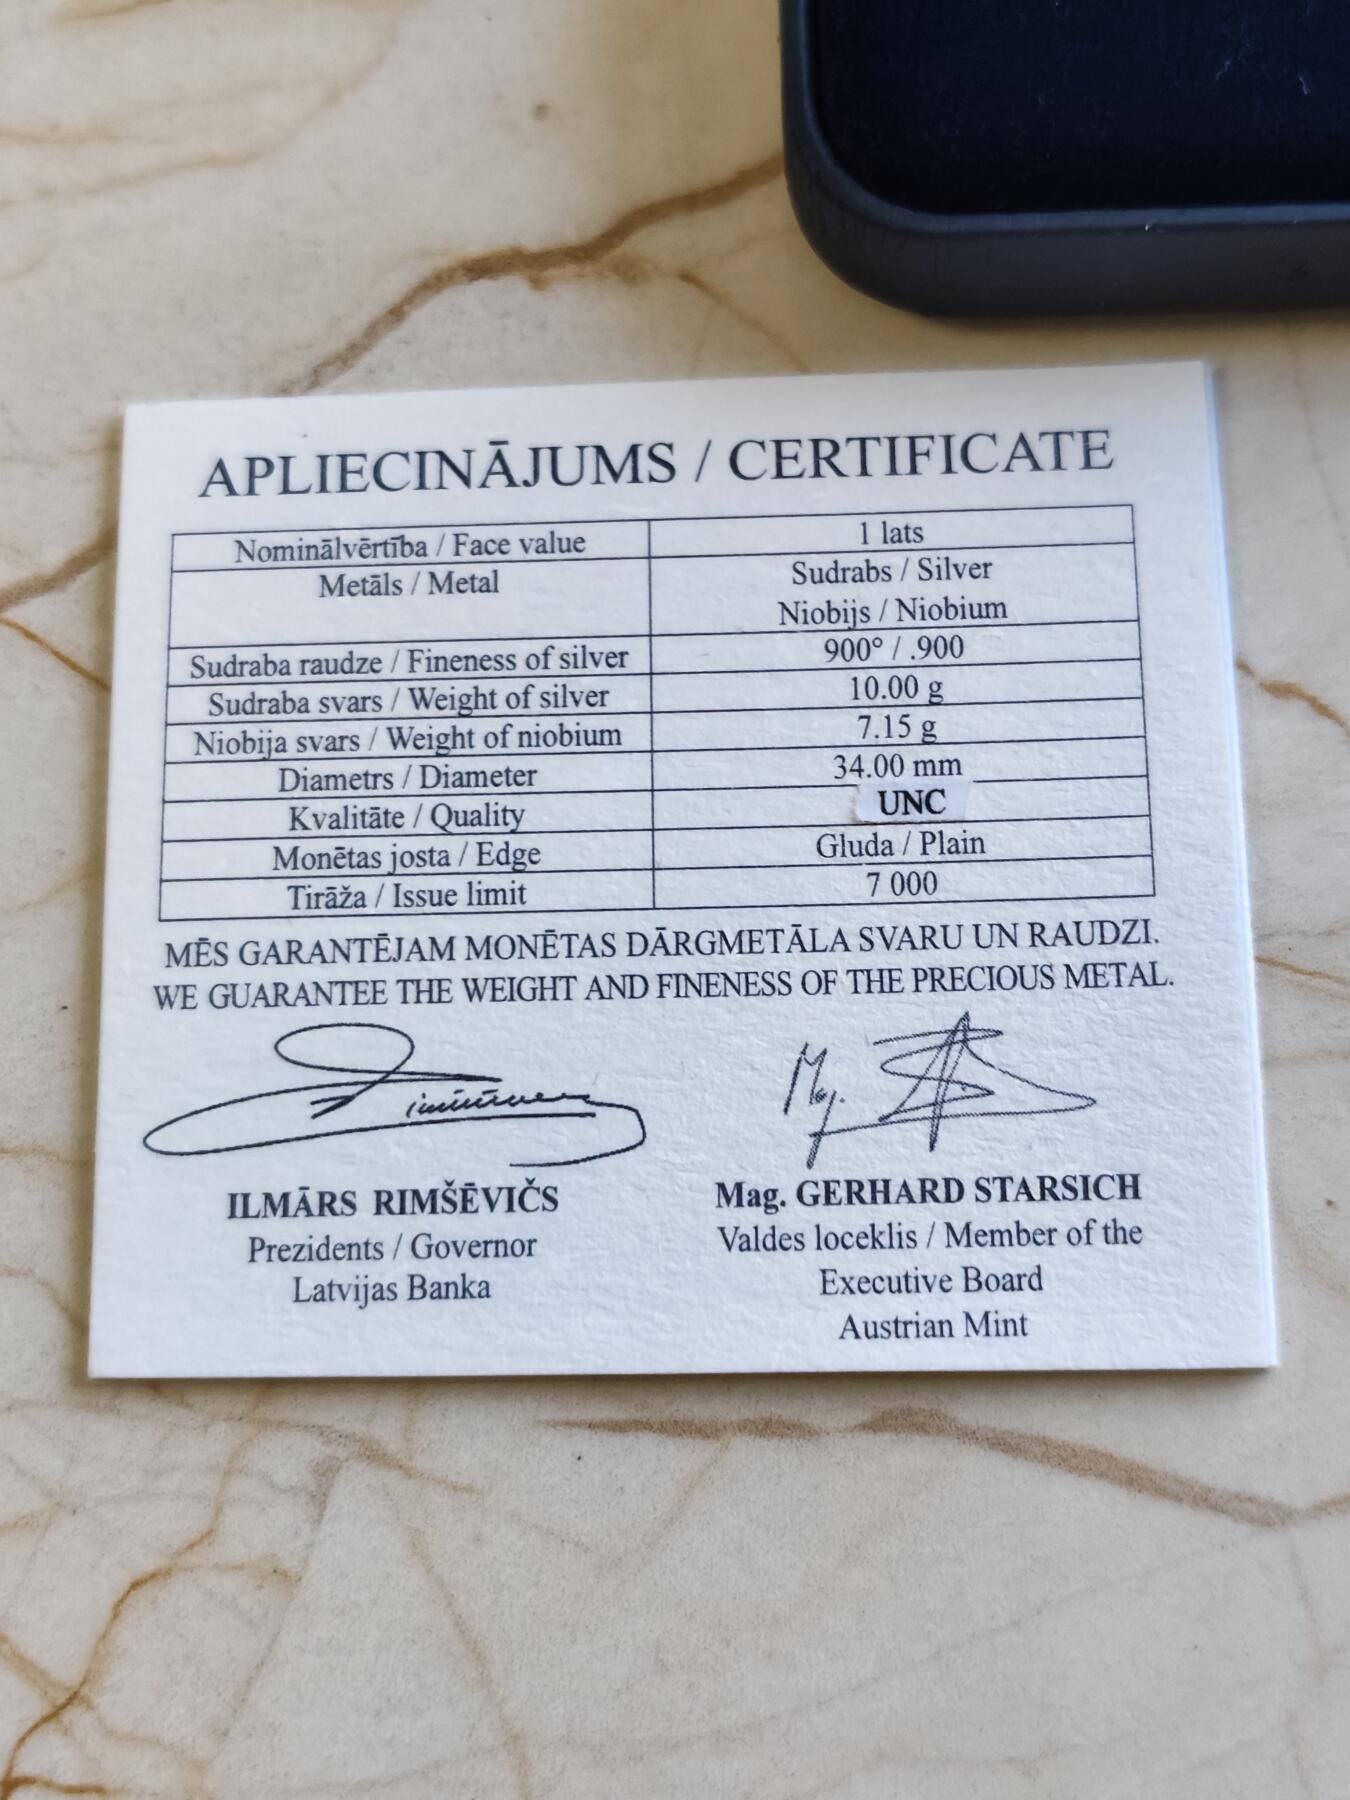 APLIECINĀJUMS / CERTIFICATE
Nominālvērtība / Face value 1 lats
Metāls / Metal Sudrabs / Silver
Niobijs / Niobium
Sudraba raudze / Fineness of silver 900° / .900
Sudraba svars / Weight of silver 10.00 g
Niobija svars / Weight of niobium 7.15 g
Diametrs / Diameter 34.00 mm
Kvalitāte / Quality UNC
Monētas josta / Edge Gluda / Plain
Tirāža / Issue limit 7 000
MĒS GARANTĒJAM MONĒTAS DĀRGMETĀLA SVARU UN RAUDZI.
WE GUARANTEE THE WEIGHT AND FINENESS OF THE PRECIOUS METAL.
Mag.
ILMĀRS RIMŠĒVIČS
Prezidents / Governor
Latvijas Banka
Mag. GERHARD STARSICH
Valdes loceklis / Member of the
Executive Board
Austrian Mint